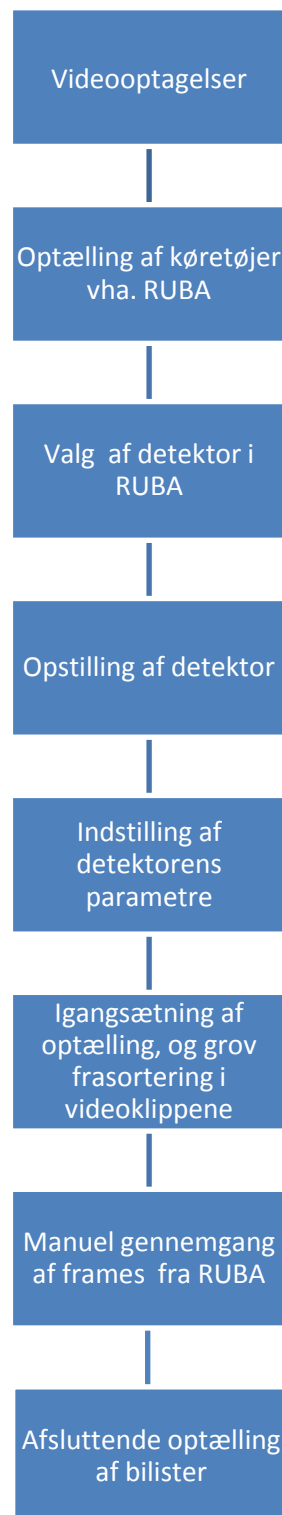 Videooptagelser
Optælling af køretøjer
vha. RUBA
Valg  af detektor i
RUBA
Opstilling af detektor
Indstilling af
detektorens
parametre
Igangsætning af
optælling, og grov
frasortering i
videoklippene
Manuel gennemgang
af frames  fra RUBA
Afsluttende optælling
af bilister